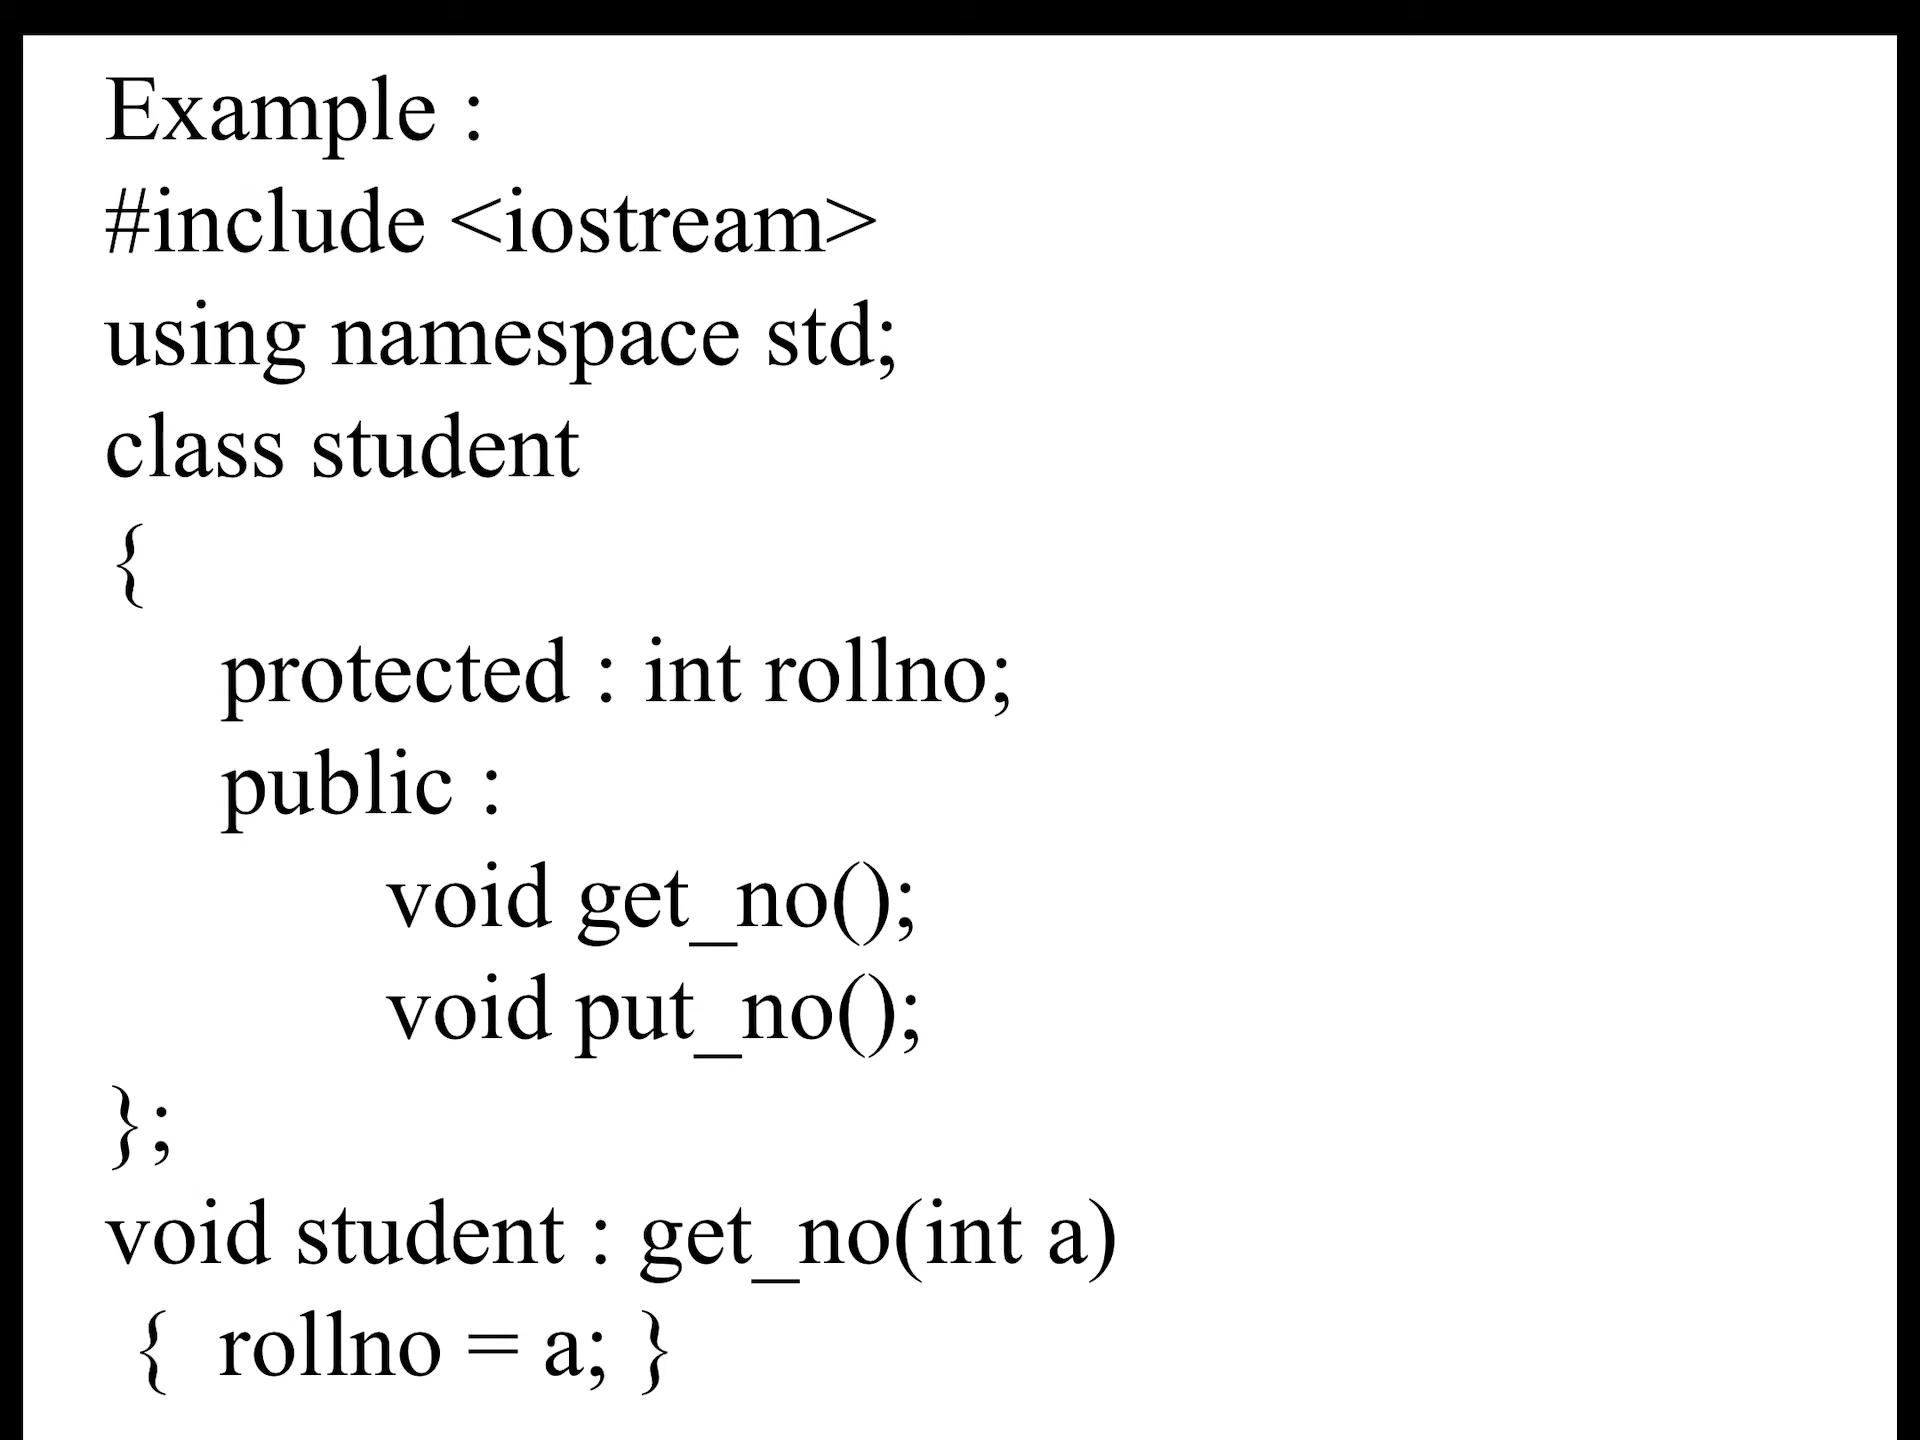 Example :
#include <iostream>
using namespace std;
class student
{
protected : int rollno;
public :
void get_no();
void put_no();
};
void student : get_no(int a)
{ rollno = a; }